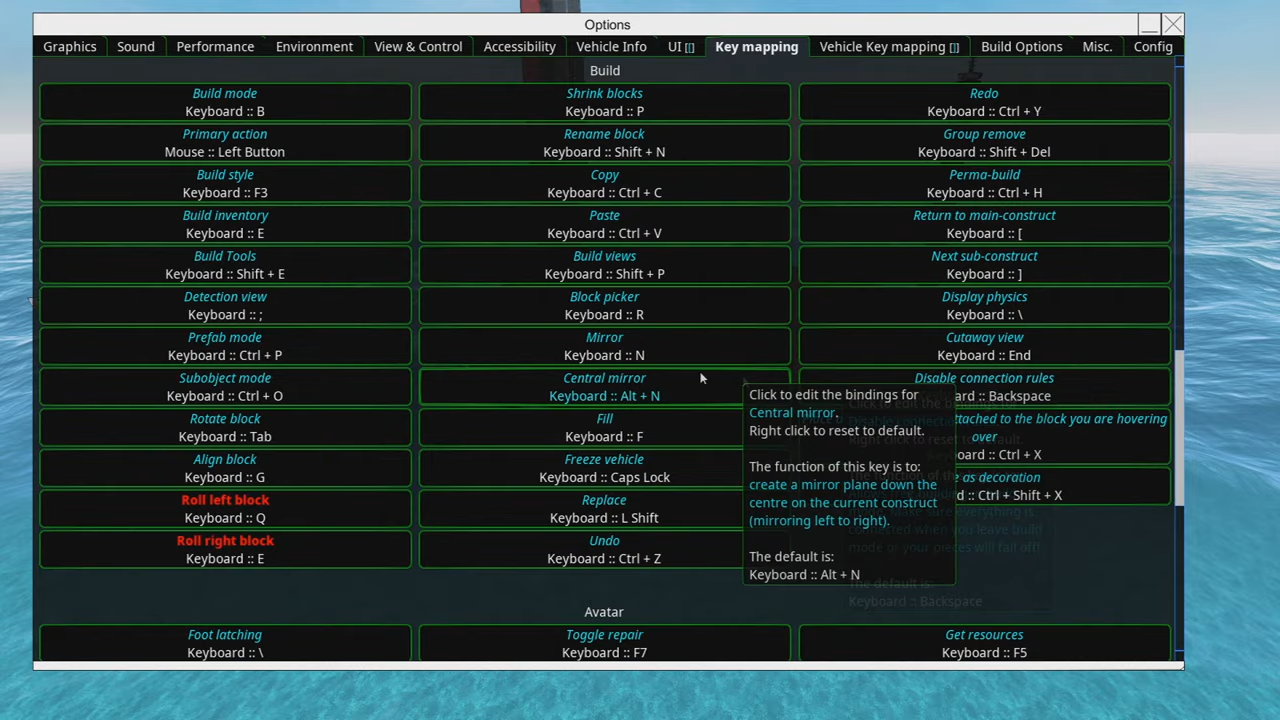 Options
Graphics Sound Performance Environment View & Control Accessibility Vehicle Info UI [[]] Key mapping Vehicle Key mapping [[]] Build Options Misc. Config
Build
Build mode Shrink blocks Redo
Keyboard :: B Keyboard :: P Keyboard :: Ctrl + Y
Primary action Rename block Group remove
Mouse :: Left Button Keyboard :: Shift + N Keyboard :: Shift + Del
Build style Copy Perma-build
Keyboard :: F3 Keyboard :: Ctrl + C Keyboard :: Ctrl + H
Build inventory Paste Return to main-construct
Keyboard :: E Keyboard :: Ctrl + V Keyboard :: [
Build Tools Build views Next sub-construct
Keyboard :: Shift + E Keyboard :: Shift + P Keyboard :: ]
Detection view Block picker Display physics
Keyboard :: ; Keyboard :: R Keyboard :: \
Prefab mode Mirror Cutaway view
Keyboard :: Ctrl + P Keyboard :: N Keyboard :: End
Subobject mode Central mirror Disable connection rules
Keyboard :: Ctrl + O Keyboard :: Alt + N ard :: Backspace
Rotate block Fill ttached to the block you are hovering
over
Keyboard :: Tab Keyboard :: F oard :: Ctrl + X
Align block Freeze vehicle e as decoration
Keyboard :: G Keyboard :: Caps Lock d :: Ctrl + Shift + X
Roll left block Replace
Keyboard :: Q Keyboard :: L Shift
Roll right block Undo
Keyboard :: E Keyboard :: Ctrl + Z
Click to edit the bindings for
Central mirror.
Right click to reset to default.
The function of this key is to:
create a mirror plane down the
centre on the current construct
(mirroring left to right).
The default is:
Keyboard :: Alt + N
Keyboard :: Backspace
Avatar
Foot latching Toggle repair Get resources
Keyboard :: \ Keyboard :: F7 Keyboard :: F5